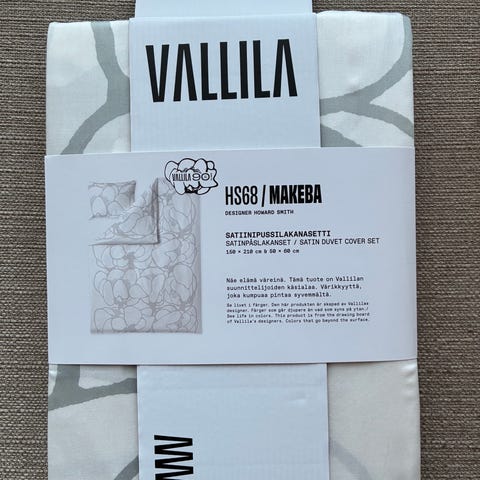 VALLILA
VALLILA 90!
HS68 / MAKEBA
DESIGNER HOWARD SMITH
SATIINIPUSSILAKANASETTI
SATINPÅSLAKANSET / SATIN DUVET COVER SET
150 × 210 cm & 50 × 60 cm
Näe elämä väreinä. Tämä tuote on Vallilan
suunnittelijoiden käsialaa. Värikkyyttä,
joka kumpuaa pintaa syvemmältä.
Se livet i färger. Den här produkten är skapad av Vallilas
designer. Färger som går djupare än vad som syns på ytan./
See life in colors. This product is from the drawing board
of Vallila's designers. Colors that go beyond the surface.